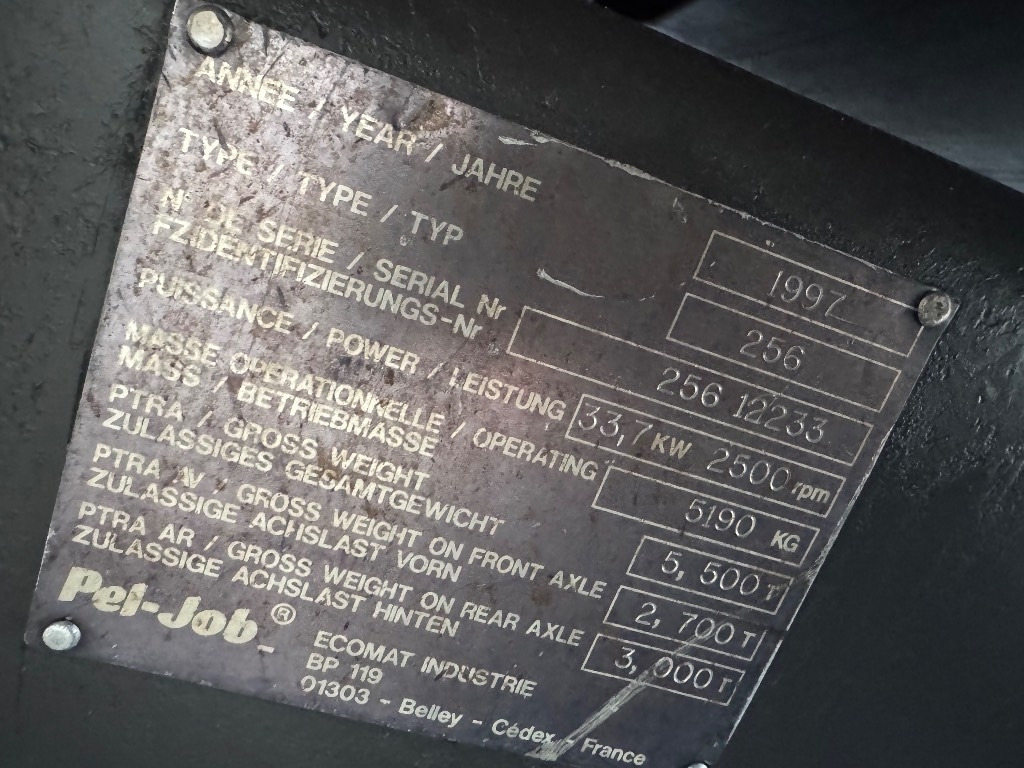 ANNEE / YEAR / JAHRE 1997
TYPE / TYPE / TYP 256
N° DE SERIE / SERIAL Nr
FZIDENTIFIZIERUNGS-Nr 256 12233
PUISSANCE / POWER / LEISTUNG 33,7 KW 2500 rpm
MASSE OPERATIONKELLE / OPERATING
MASS / BETRIEBMASSE 5190 KG
PTRA / GROSS WEIGHT
ZULASSIGES GESAMTGEWICHT 5, 500 T
PTRA AV / GROSS WEIGHT ON FRONT AXLE
ZULASSIGE ACHSLAST VORN 2, 700 T
PTRA AR / GROSS WEIGHT ON REAR AXLE
ZULASSIGE ACHSLAST HINTEN 3, 000 T
Pel-Job ®
ECOMAT INDUSTRIE
BP 119
01303 - Belley - Cédex / France